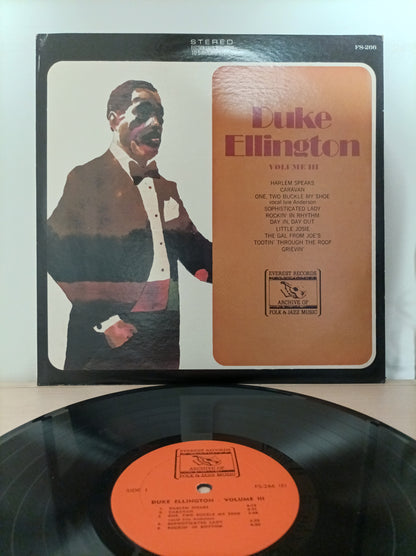 STEREO
FS-266
Duke
Ellington
VOLUME III
HARLEM SPEAKS
CARAVAN
ONE, TWO BUCKLE MY SHOE
vocal Ivie Anderson
SOPHISTICATED LADY
ROCKIN' IN RHYTHM
DAY IN, DAY OUT
LITTLE JOSIE
THE GAL FROM JOE'S
TOOTIN' THROUGH THE ROOF
GRIEVIN'
EVEREST RECORDS
ARCHIVE OF
FOLK & JAZZ MUSIC
EVEREST RECORDS
ARCHIVE OF
FOLK & JAZZ MUSIC
SIDE 1
FS-266
DUKE ELLINGTON - VOLUME III
1. HARLEM SPEAKS
2. CARAVAN
3. ONE, TWO BUCKLE MY SHOE
4. SOPHISTICATED LADY
5. ROCKIN' IN RHYTHM